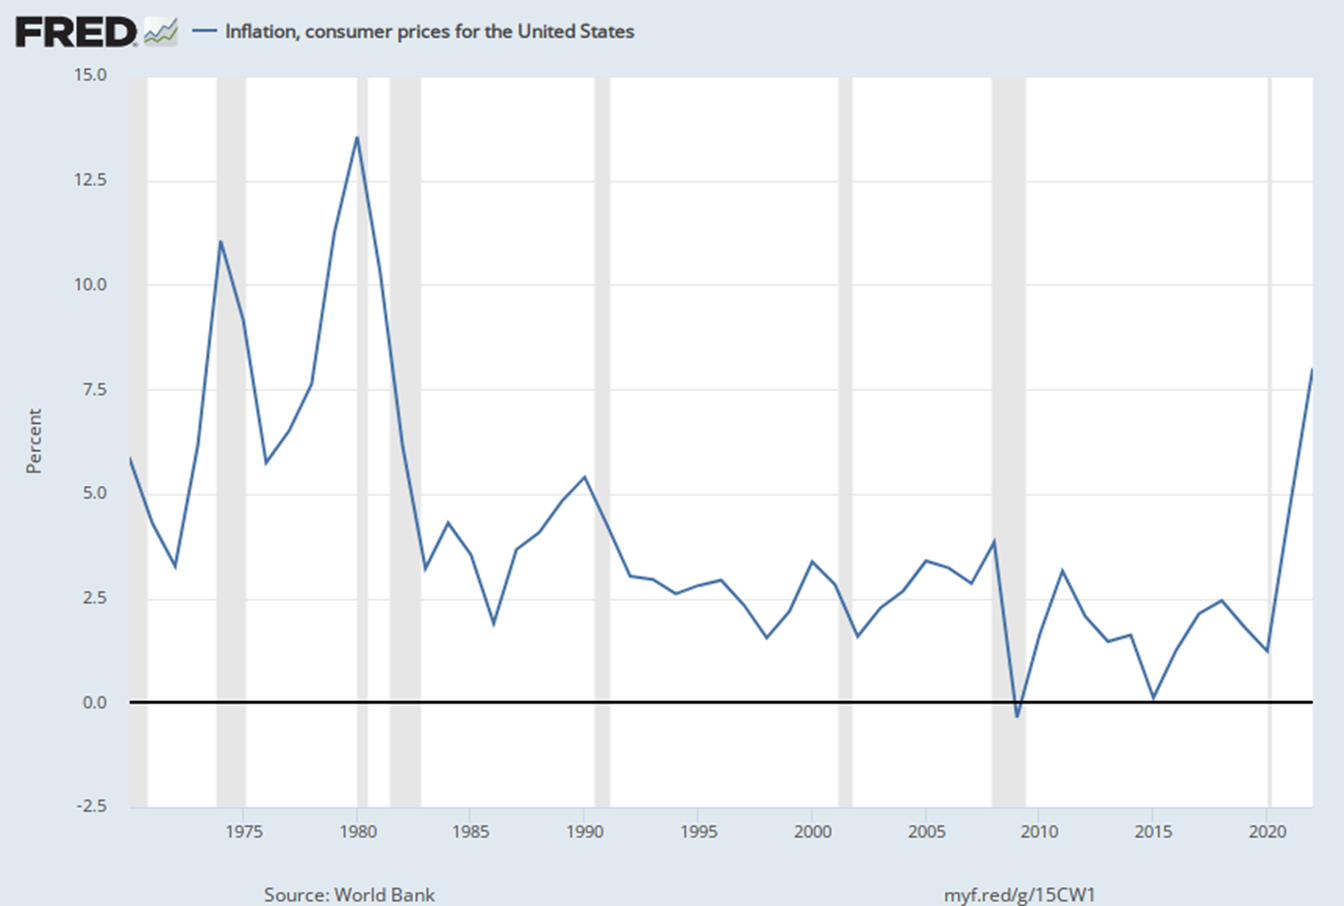 FRED
Inflation, consumer prices for the United States
15.0
12.5
10.0
7.5
5.0
2.5
0.0
-2.5
Percent
1975 1980 1985 1990 1995 2000 2005 2010 2015 2020
Source: World Bank
myf.red/g/15CW1